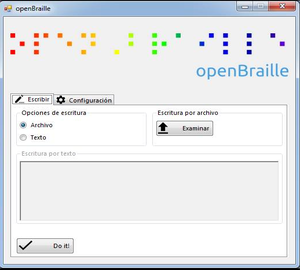 openBraille
openBraille
Escribir
Configuración
Opciones de escritura
Archivo
Texto
Escritura por archivo
Examinar
Escritura por texto
Do it!